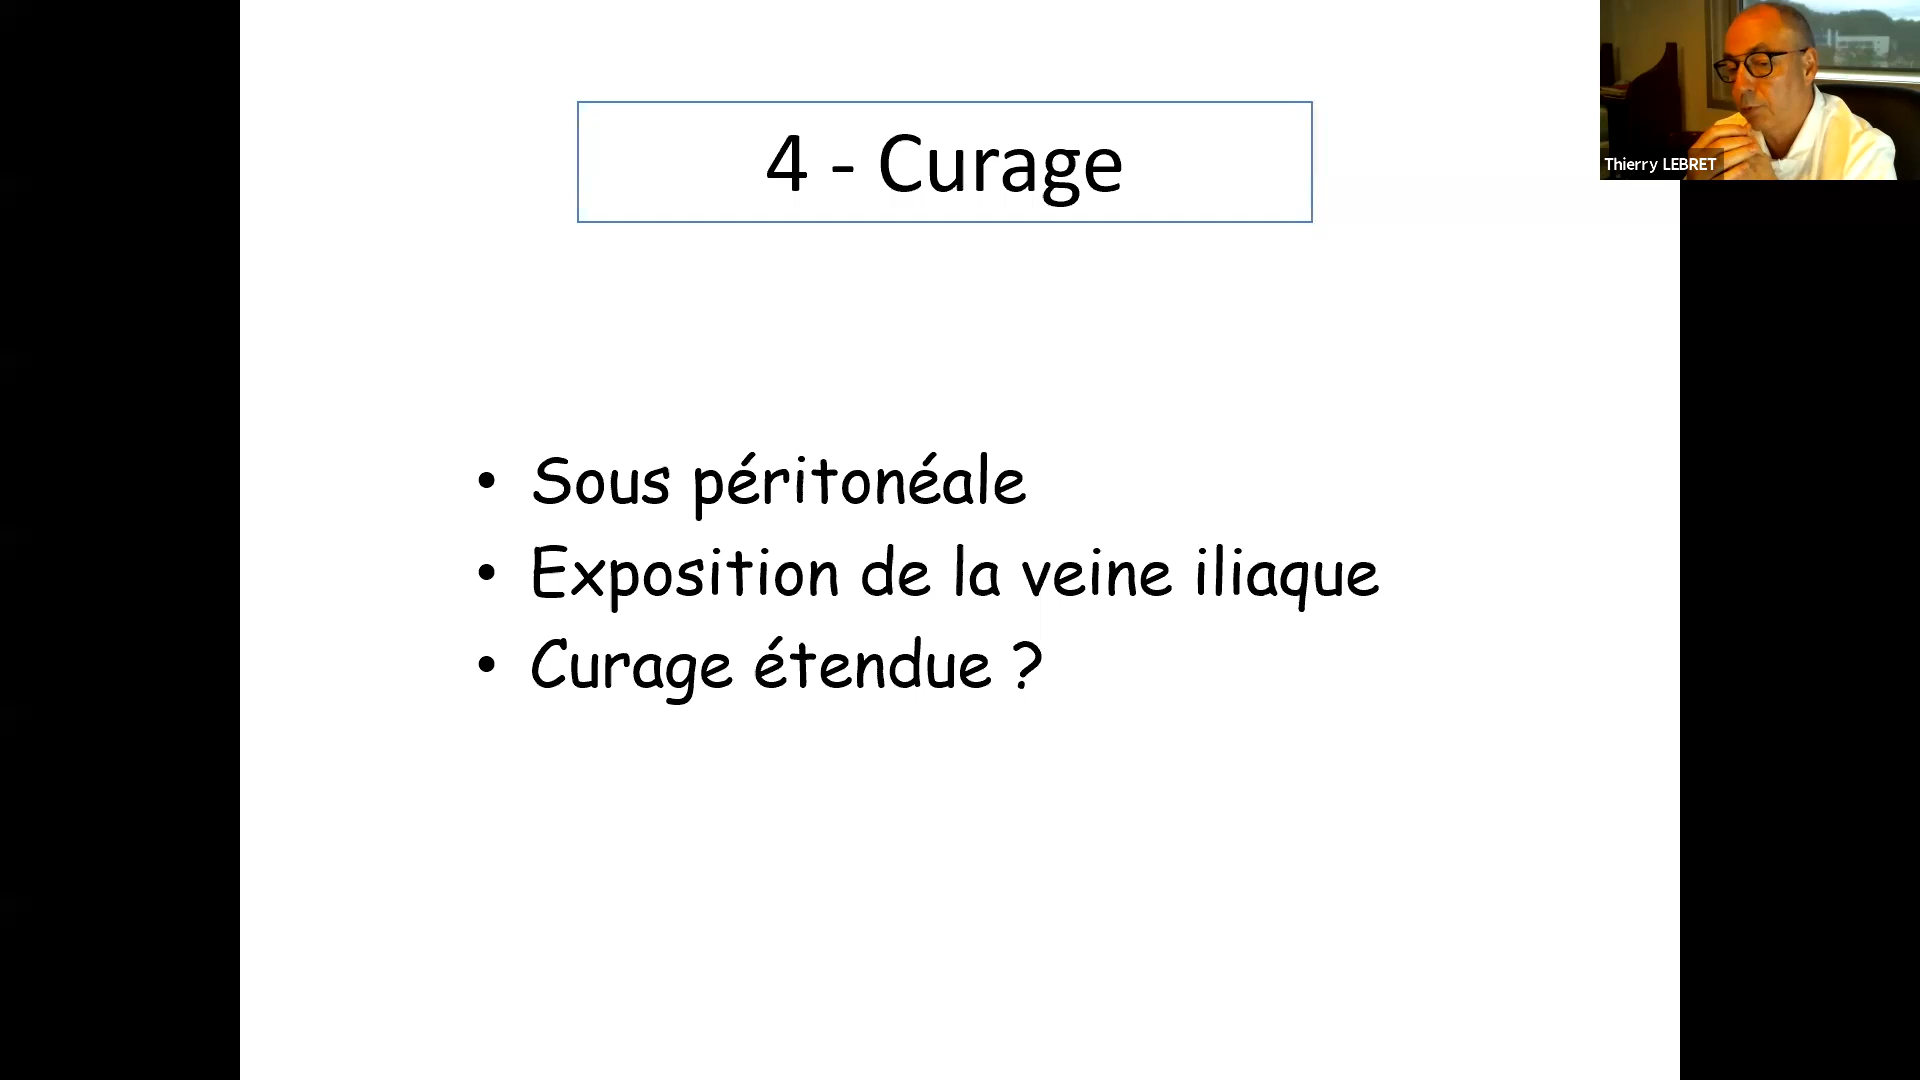 4 - Curage
Thierry LEBRET
• Sous péritonéale
• Exposition de la veine iliaque
• Curage étendue ?